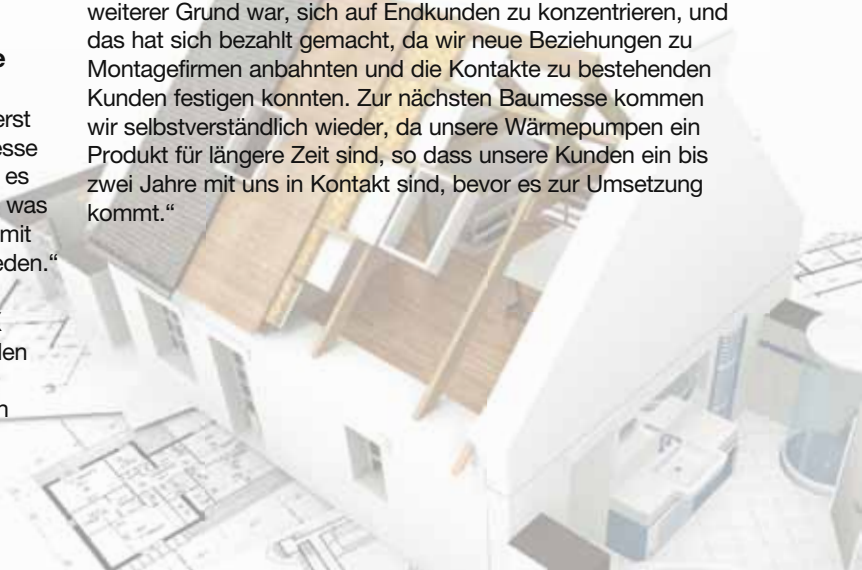 e
erst
esse
es
was
mit
eden.“
len
n
weiterer Grund war, sich auf Endkunden zu konzentrieren, und
das hat sich bezahlt gemacht, da wir neue Beziehungen zu
Montagefirmen anbahnten und die Kontakte zu bestehenden
Kunden festigen konnten. Zur nächsten Baumesse kommen
wir selbstverständlich wieder, da unsere Wärmepumpen ein
Produkt für längere Zeit sind, so dass unsere Kunden ein bis
zwei Jahre mit uns in Kontakt sind, bevor es zur Umsetzung
kommt.“